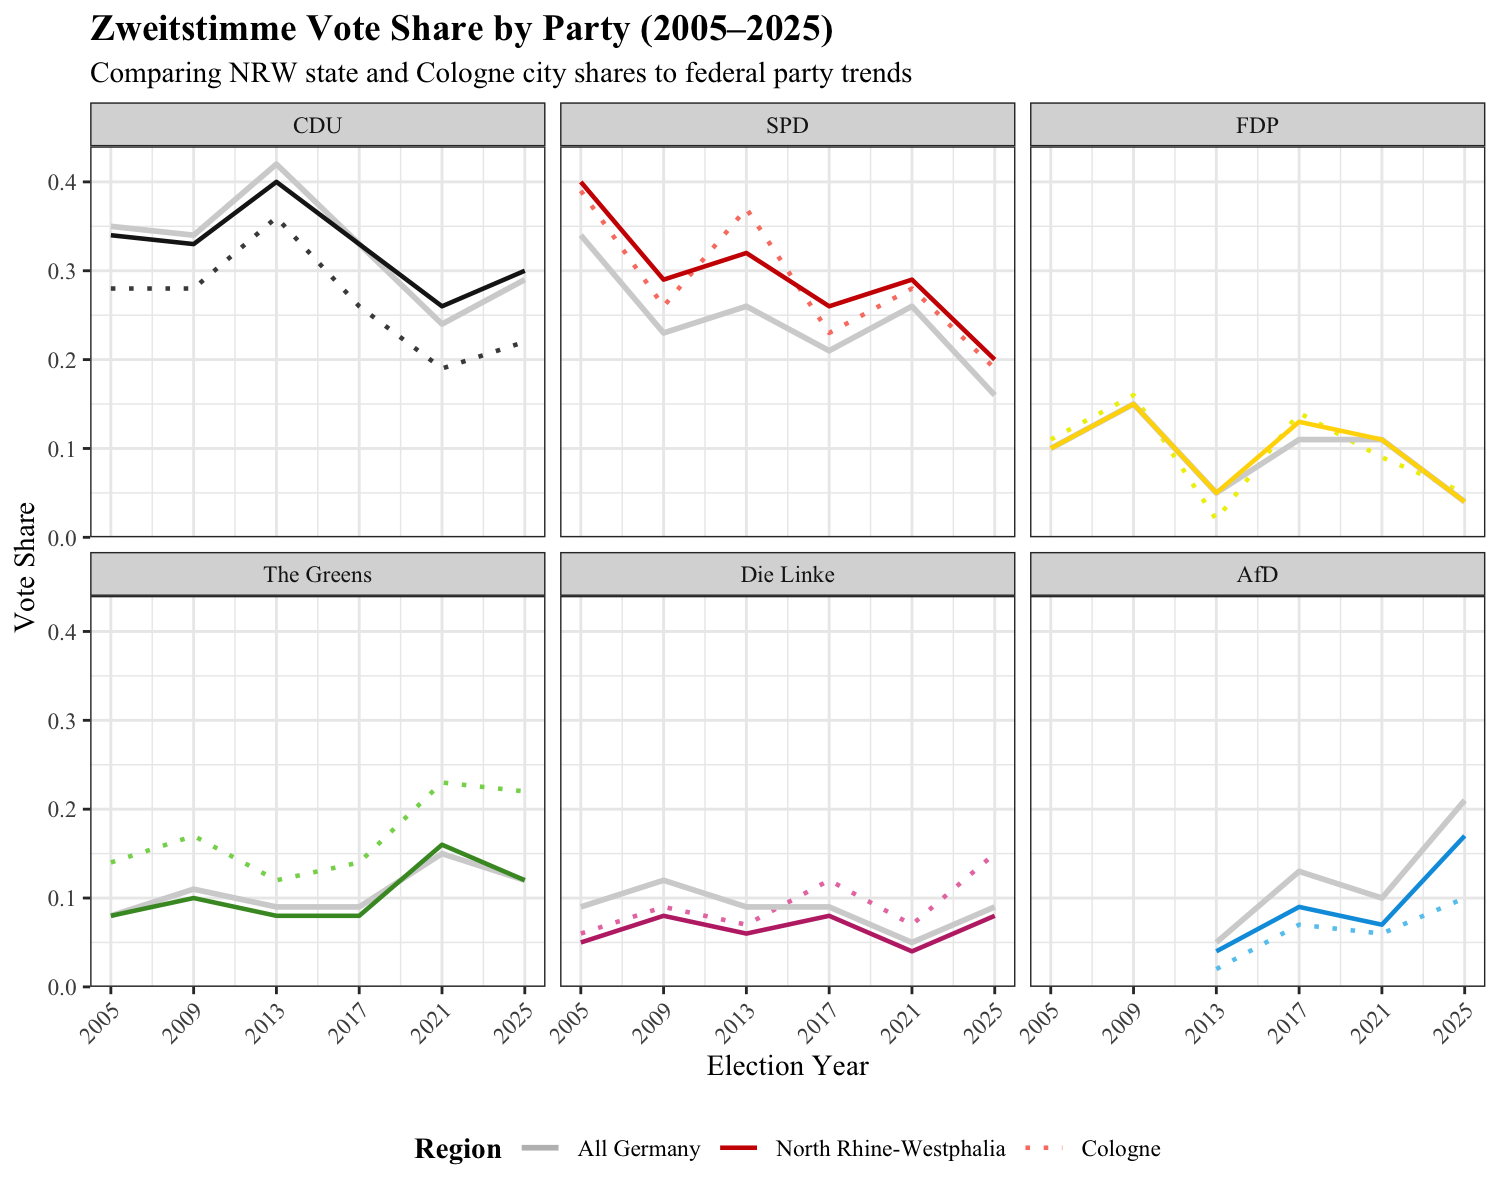 Zweitstimme Vote Share by Party (2005–2025)
Comparing NRW state and Cologne city shares to federal party trends
CDU
SPD
FDP
0.4
0.3
0.2
0.1
0.0
Vote Share
The Greens
Die Linke
AfD
0.4
0.3
0.2
0.1
0.0
2005 2009 2013 2017 2021 2025
2005 2009 2013 2017 2021 2025
2005 2009 2013 2017 2021 2025
Election Year
Region All Germany North Rhine-Westphalia Cologne